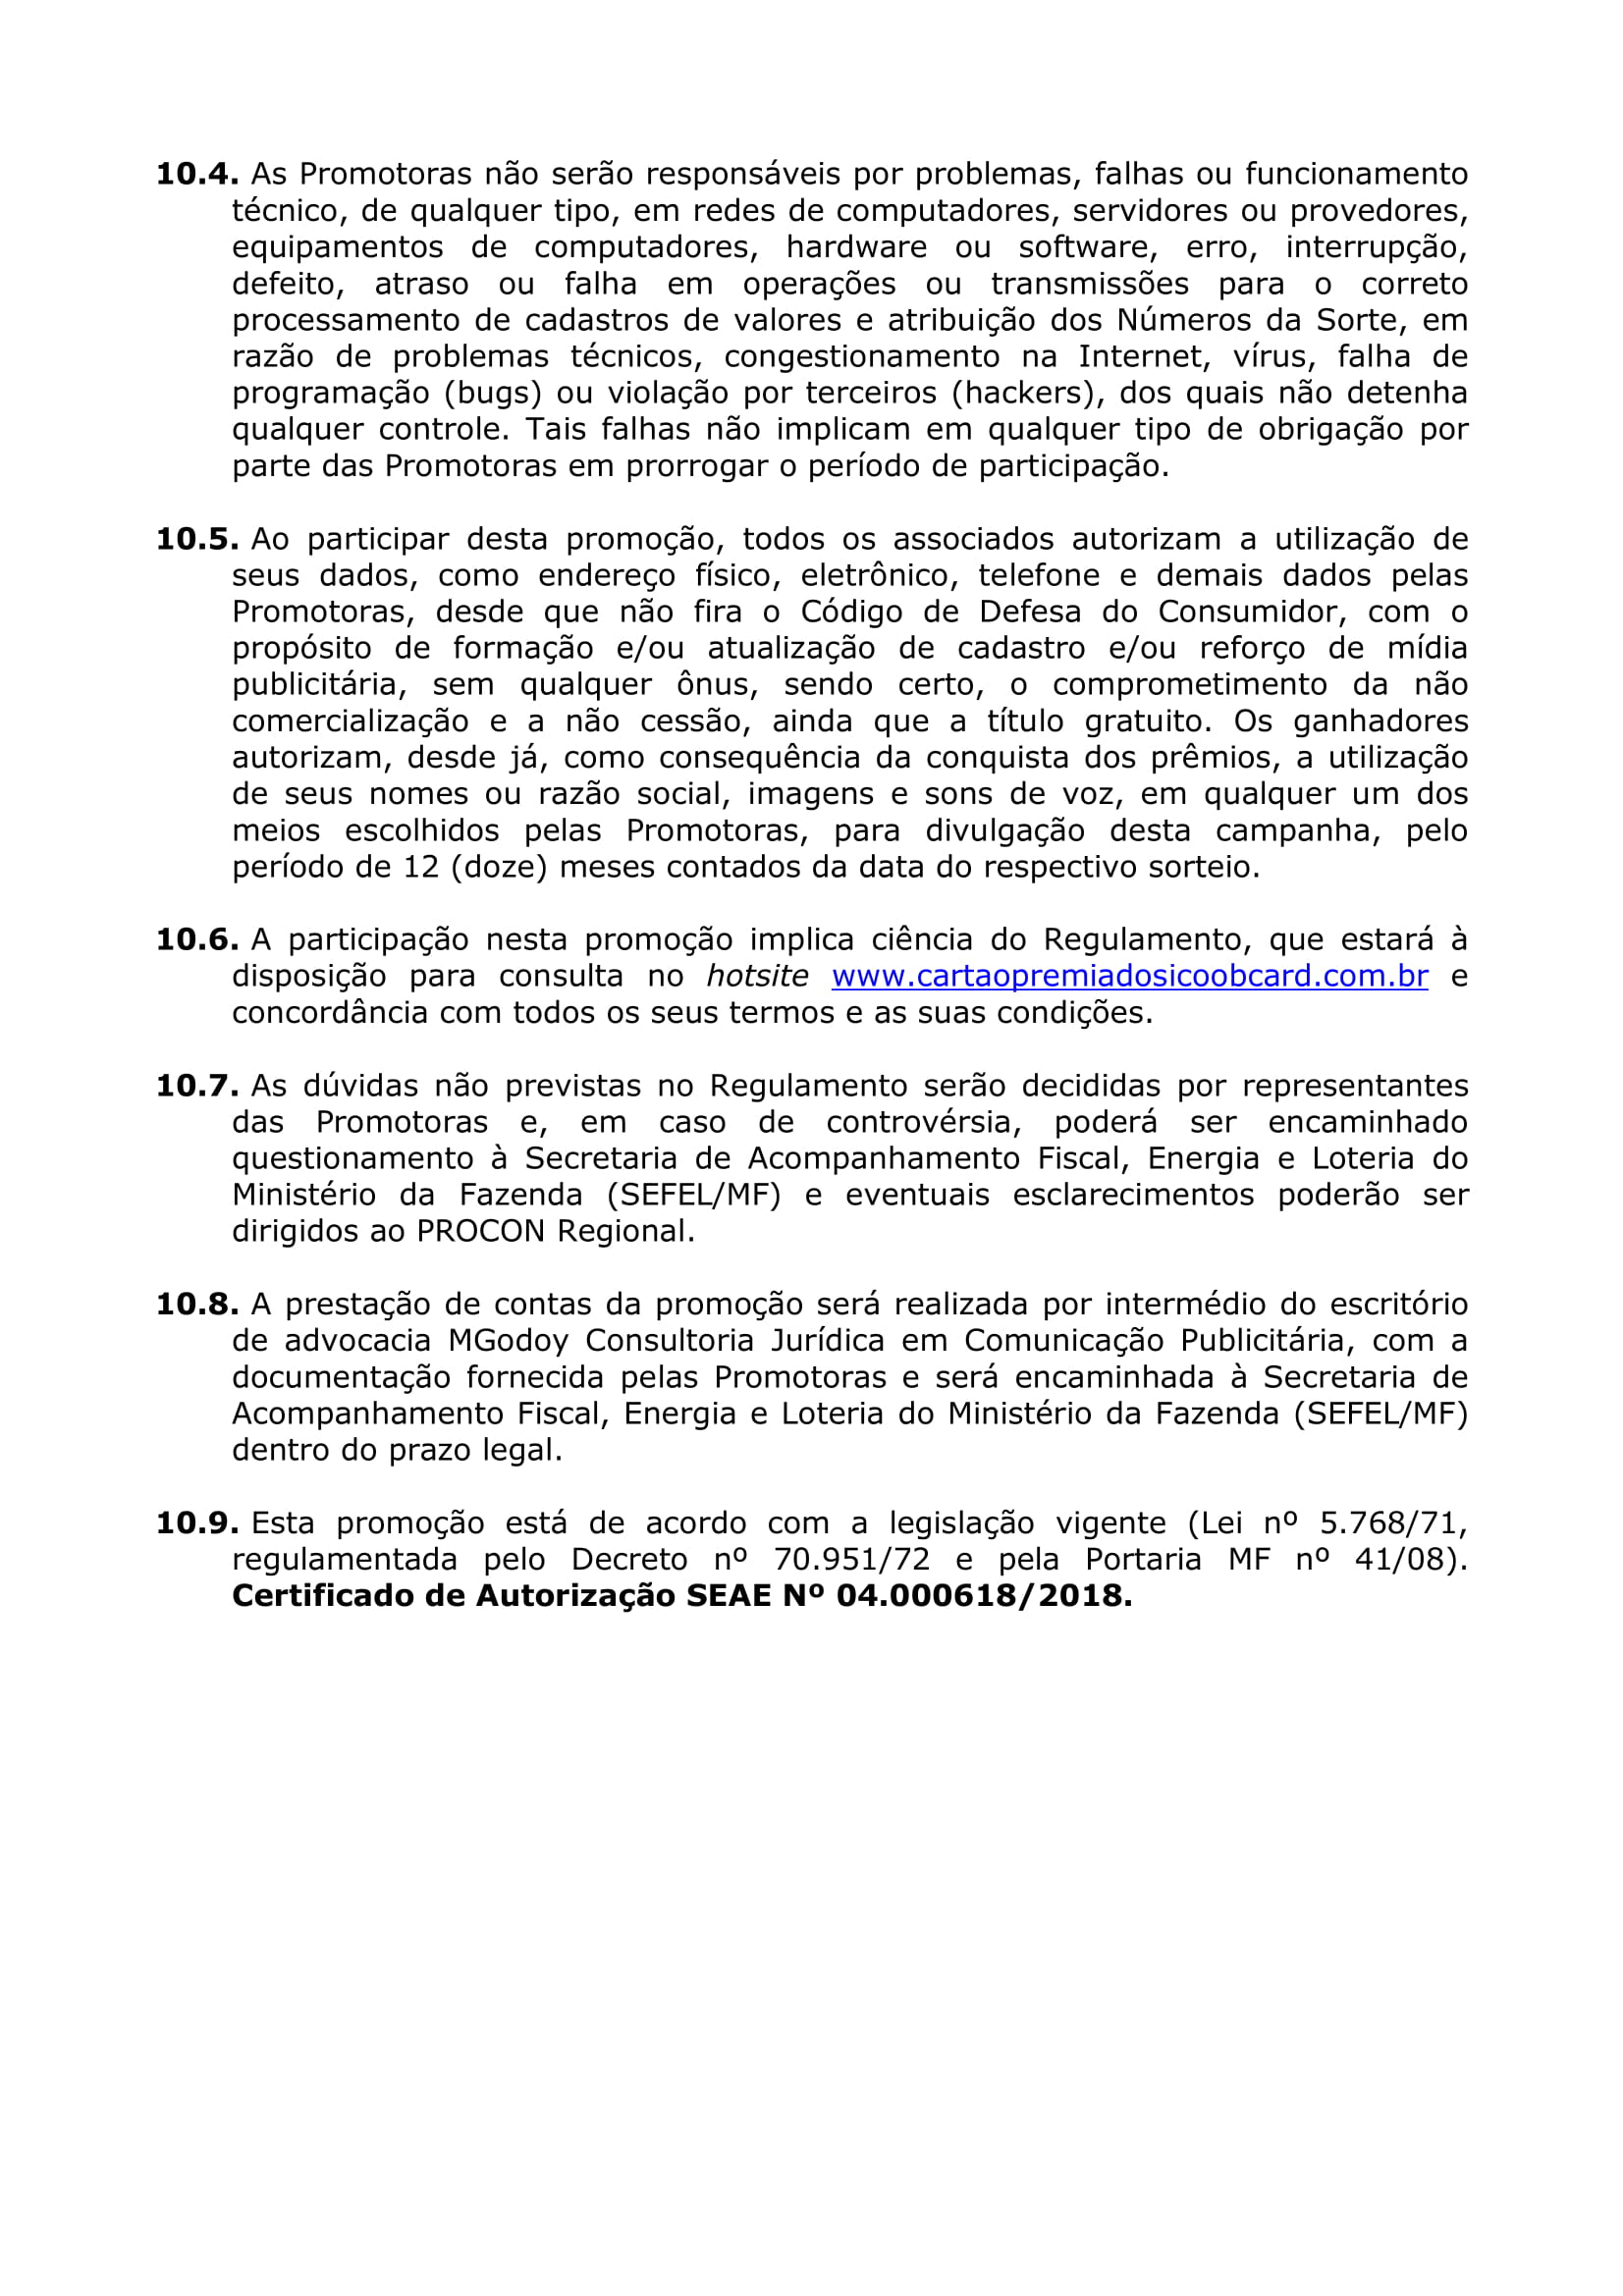 10.4. As Promotoras não serão responsáveis por problemas, falhas ou funcionamento
técnico, de qualquer tipo, em redes de computadores, servidores ou provedores,
equipamentos de computadores, hardware ou software, erro, interrupção,
defeito, atraso ou falha em operações ou transmissões para o correto
processamento de cadastros de valores e atribuição dos Números da Sorte, em
razão de problemas técnicos, congestionamento na Internet, vírus, falha de
programação (bugs) ou violação por terceiros (hackers), dos quais não detenha
qualquer controle. Tais falhas não implicam em qualquer tipo de obrigação por
parte das Promotoras em prorrogar o período de participação.
10.5. Ao participar desta promoção, todos os associados autorizam a utilização de
seus dados, como endereço físico, eletrônico, telefone e demais dados pelas
Promotoras, desde que não fira o Código de Defesa do Consumidor, com o
propósito de formação e/ou atualização de cadastro e/ou reforço de mídia
publicitária, sem qualquer ônus, sendo certo, o comprometimento da não
comercialização e a não cessão, ainda que a título gratuito. Os ganhadores
autorizam, desde já, como consequência da conquista dos prêmios, a utilização
de seus nomes ou razão social, imagens e sons de voz, em qualquer um dos
meios escolhidos pelas Promotoras, para divulgação desta campanha, pelo
período de 12 (doze) meses contados da data do respectivo sorteio.
10.6. A participação nesta promoção implica ciência do Regulamento, que estará à
disposição para consulta no hotsite www.cartaopremiadosicoobcard.com.br e
concordância com todos os seus termos e as suas condições.
10.7. As dúvidas não previstas no Regulamento serão decididas por representantes
das Promotoras e, em caso de controvérsia, poderá ser encaminhado
questionamento à Secretaria de Acompanhamento Fiscal, Energia e Loteria do
Ministério da Fazenda (SEFEL/MF) e eventuais esclarecimentos poderão ser
dirigidos ao PROCON Regional.
10.8. A prestação de contas da promoção será realizada por intermédio do escritório
de advocacia MGodoy Consultoria Jurídica em Comunicação Publicitária, com a
documentação fornecida pelas Promotoras e será encaminhada à Secretaria de
Acompanhamento Fiscal, Energia e Loteria do Ministério da Fazenda (SEFEL/MF)
dentro do prazo legal.
10.9. Esta promoção está de acordo com a legislação vigente (Lei nº 5.768/71,
regulamentada pelo Decreto nº 70.951/72 e pela Portaria MF nº 41/08).
Certificado de Autorização SEAE Nº 04.000618/2018.